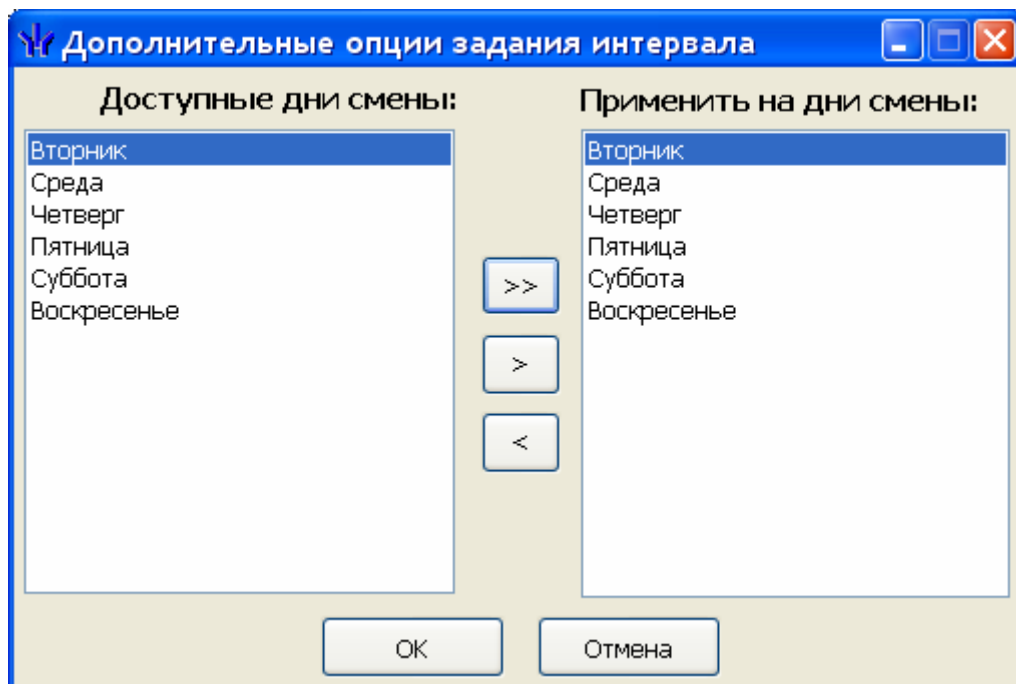 Дополнительные опции задания интервала
Доступные дни смены:
Вторник
Среда
Четверг
Пятница
Суббота
Воскресенье
>>
>
<
Применить на дни смены:
Вторник
Среда
Четверг
Пятница
Суббота
Воскресенье
OK
Отмена